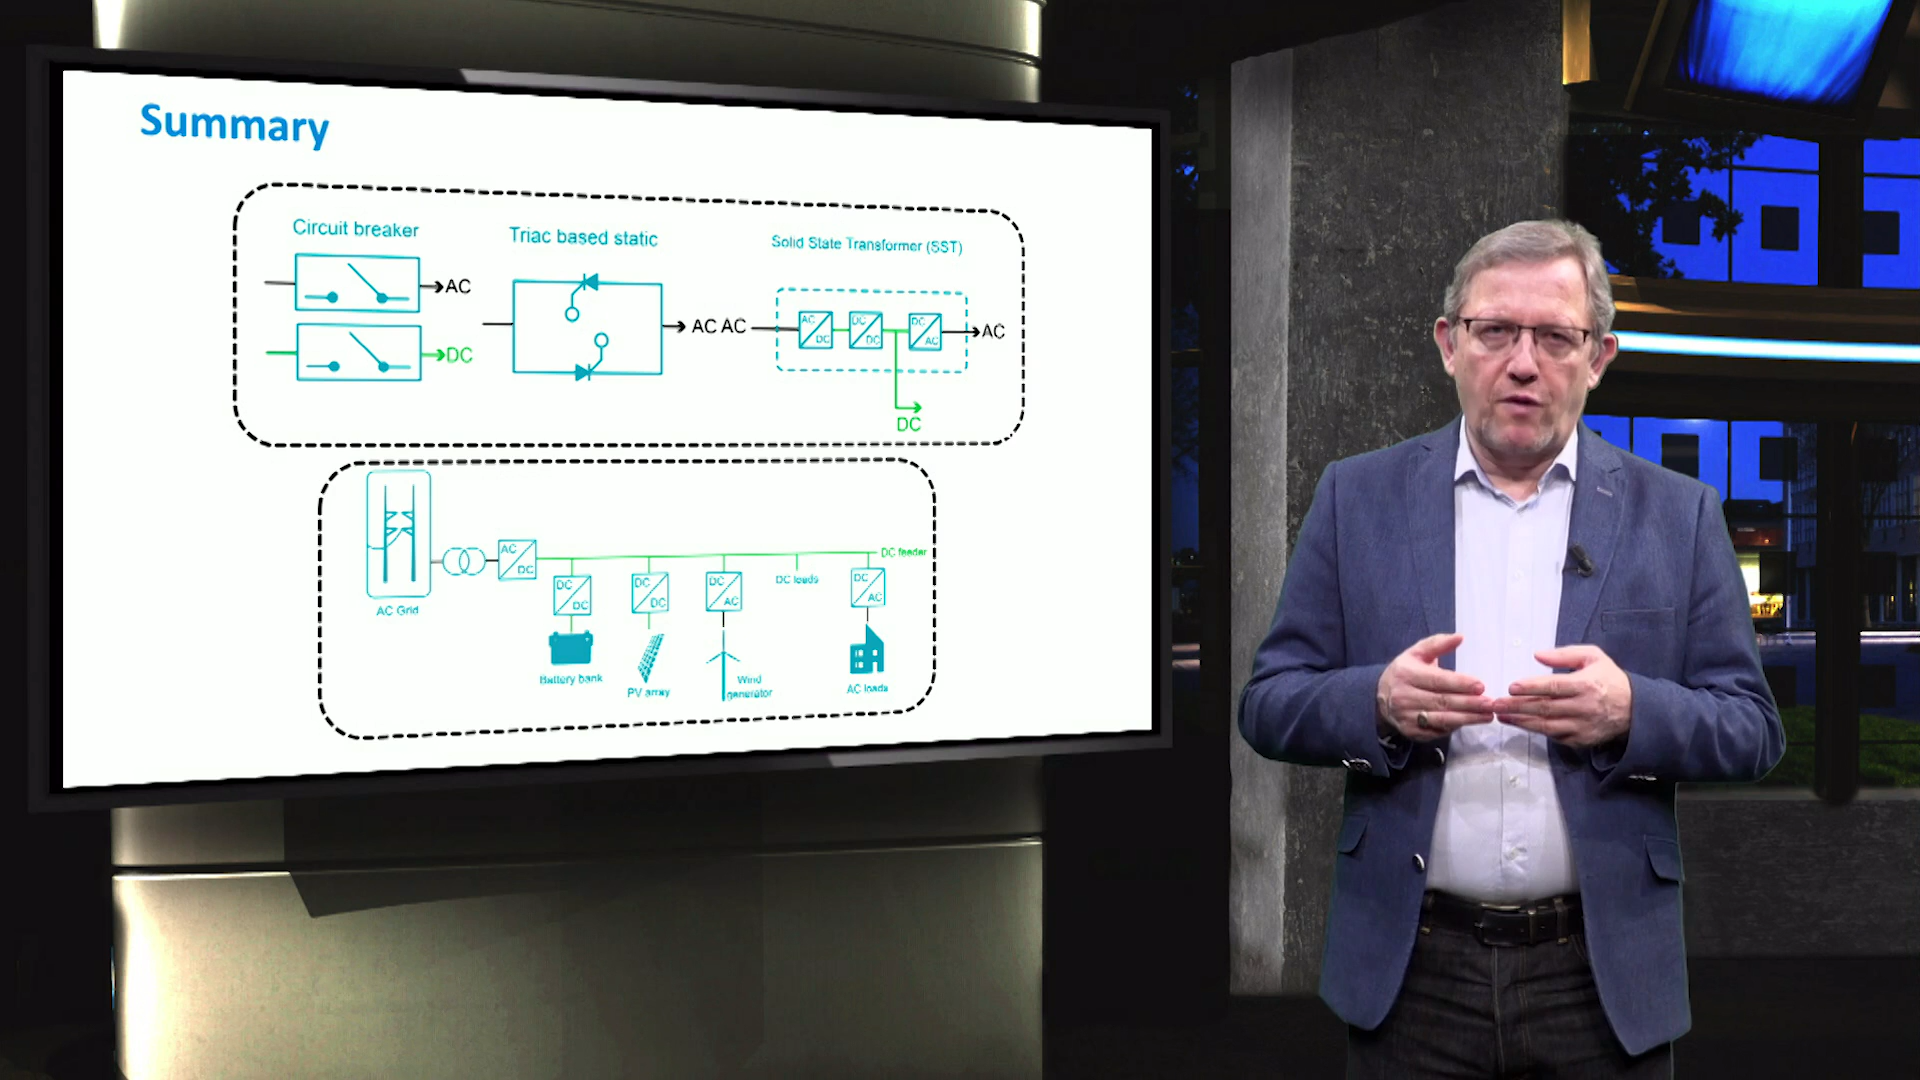 Summary
Circuit breaker
Triac based static
Solid State Transformer (SST)
AC
DC
AC AC
AC
DC
DC
DC
DC
AC
AC
DC
AC Grid
AC
DC
DC feeder
DC
DC
DC
DC
DC
AC
DC loads
DC
AC
Battery bank
PV array
Wind
generator
AC loads